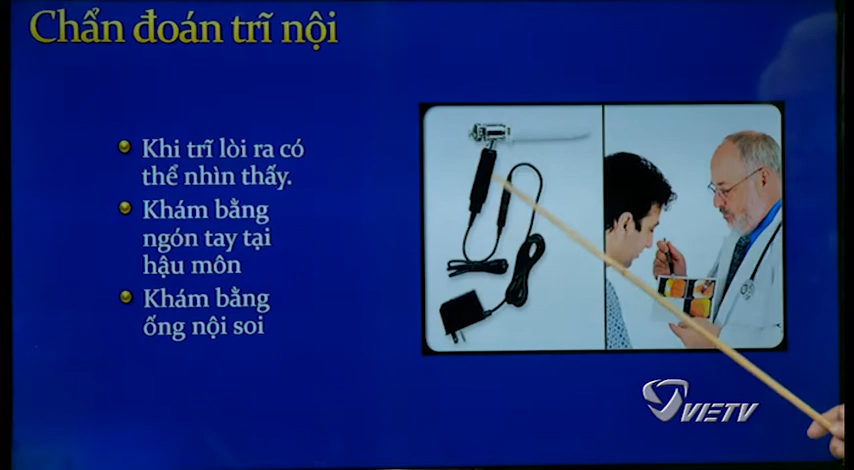 Chẩn đoán trĩ nội
Khi trĩ lòi ra có
thể nhìn thấy.
Khám bằng
ngón tay tại
hậu môn
Khám bằng
ống nội soi
VIETV